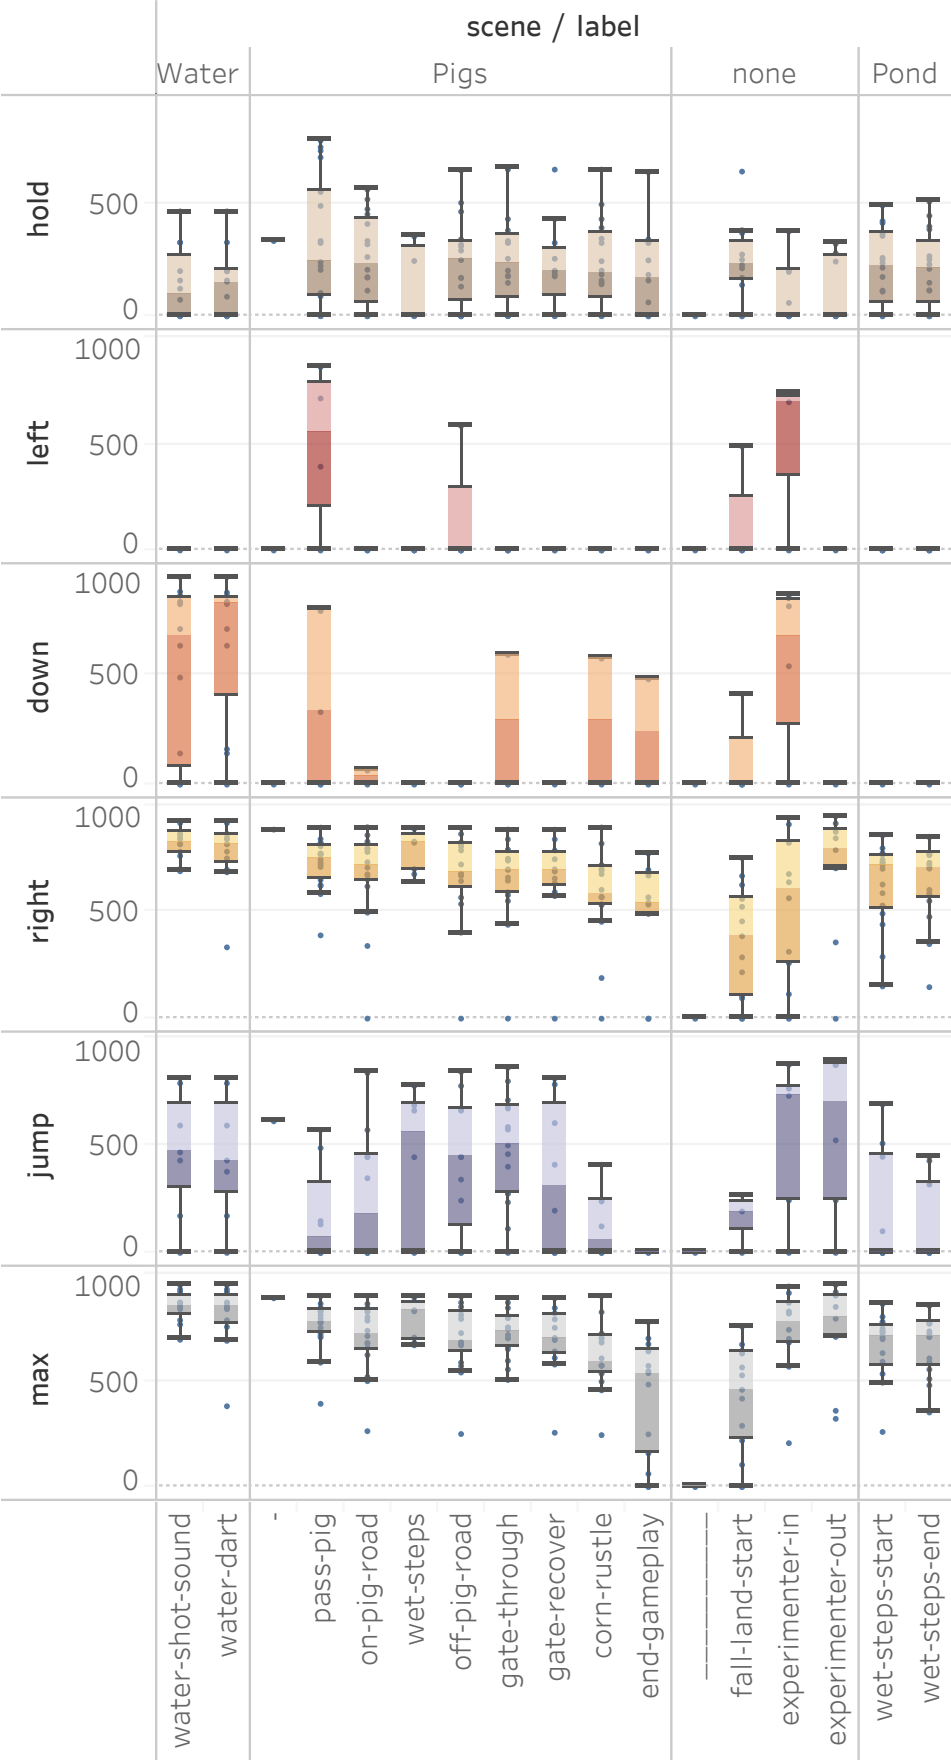 scene / label
Water Pigs none Pond
hold
500
0
left
1000
500
0
down
1000
500
0
right
1000
500
0
jump
1000
500
0
max
1000
500
0
water-shot-sound
water-dart
-
pass-pig
on-pig-road
wet-steps
off-pig-road
gate-through
gate-recover
corn-rustle
end-gameplay
__________
fall-land-start
experimenter-in
experimenter-out
wet-steps-start
wet-steps-end